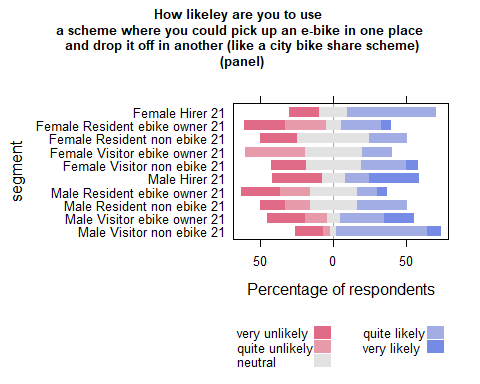 How likeley are you to use
a scheme where you could pick up an e-bike in one place
and drop it off in another (like a city bike share scheme)
(panel)
segment
Female Hirer 21
Female Resident ebike owner 21
Female Resident non ebike 21
Female Visitor ebike owner 21
Female Visitor non ebike 21
Male Hirer 21
Male Resident ebike owner 21
Male Resident non ebike 21
Male Visitor ebike owner 21
Male Visitor non ebike 21
50 0 50
Percentage of respondents
very unlikely
quite unlikely
neutral
quite likely
very likely